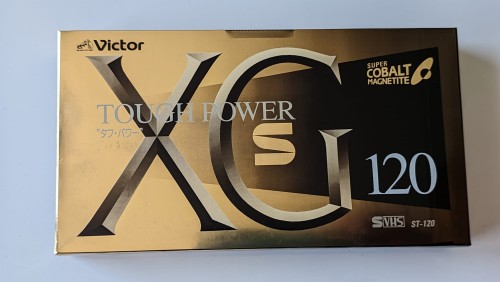 Victor
XG
TOUGH POWER
"タフ・パワー"
S
SUPER
COBALT
MAGNETITE
120
S VHS ST-120